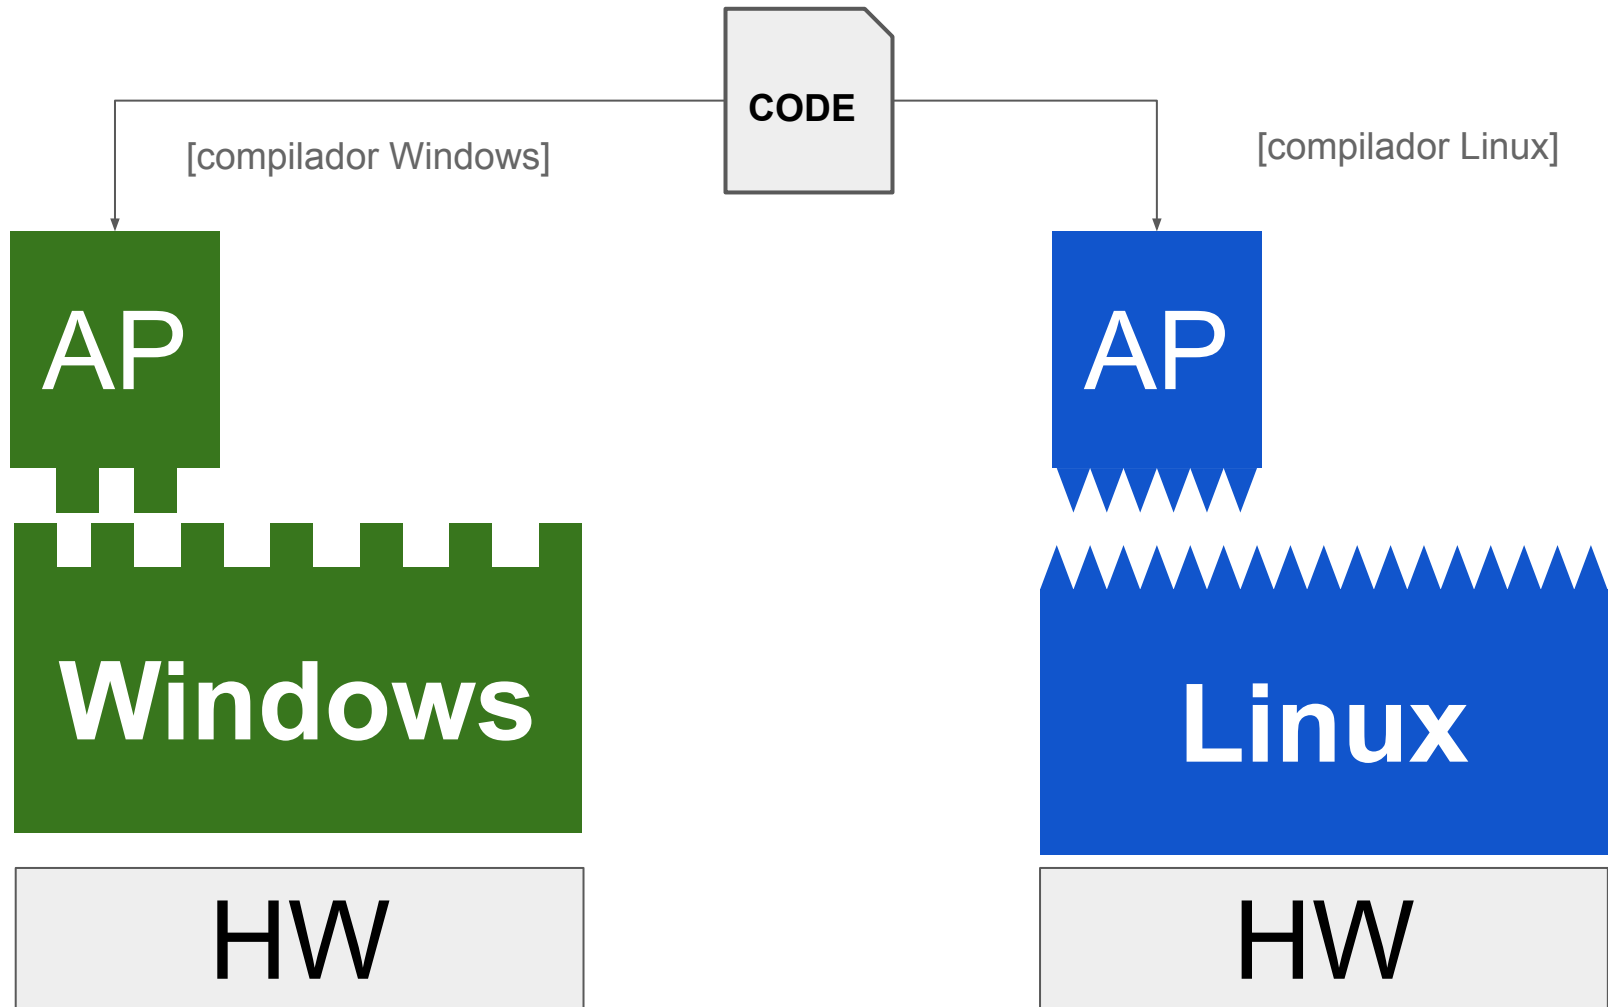 CODE
[compilador Windows]
[compilador Linux]
AP
AP
Windows
Linux
HW
HW